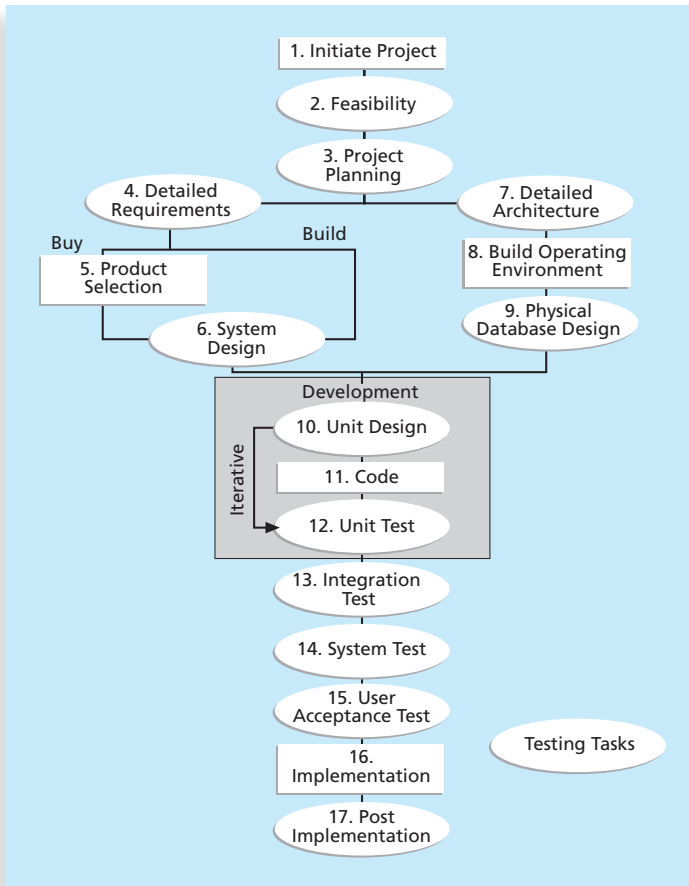 1. Initiate Project
2. Feasibility
3. Project
Planning
4. Detailed
Requirements
7. Detailed
Architecture
Buy
Build
5. Product
Selection
8. Build Operating
Environment
6. System
Design
9. Physical
Database Design
Development
10. Unit Design
Iterative
11. Code
12. Unit Test
13. Integration
Test
14. System Test
15. User
Acceptance Test
Testing Tasks
16.
Implementation
17. Post
Implementation